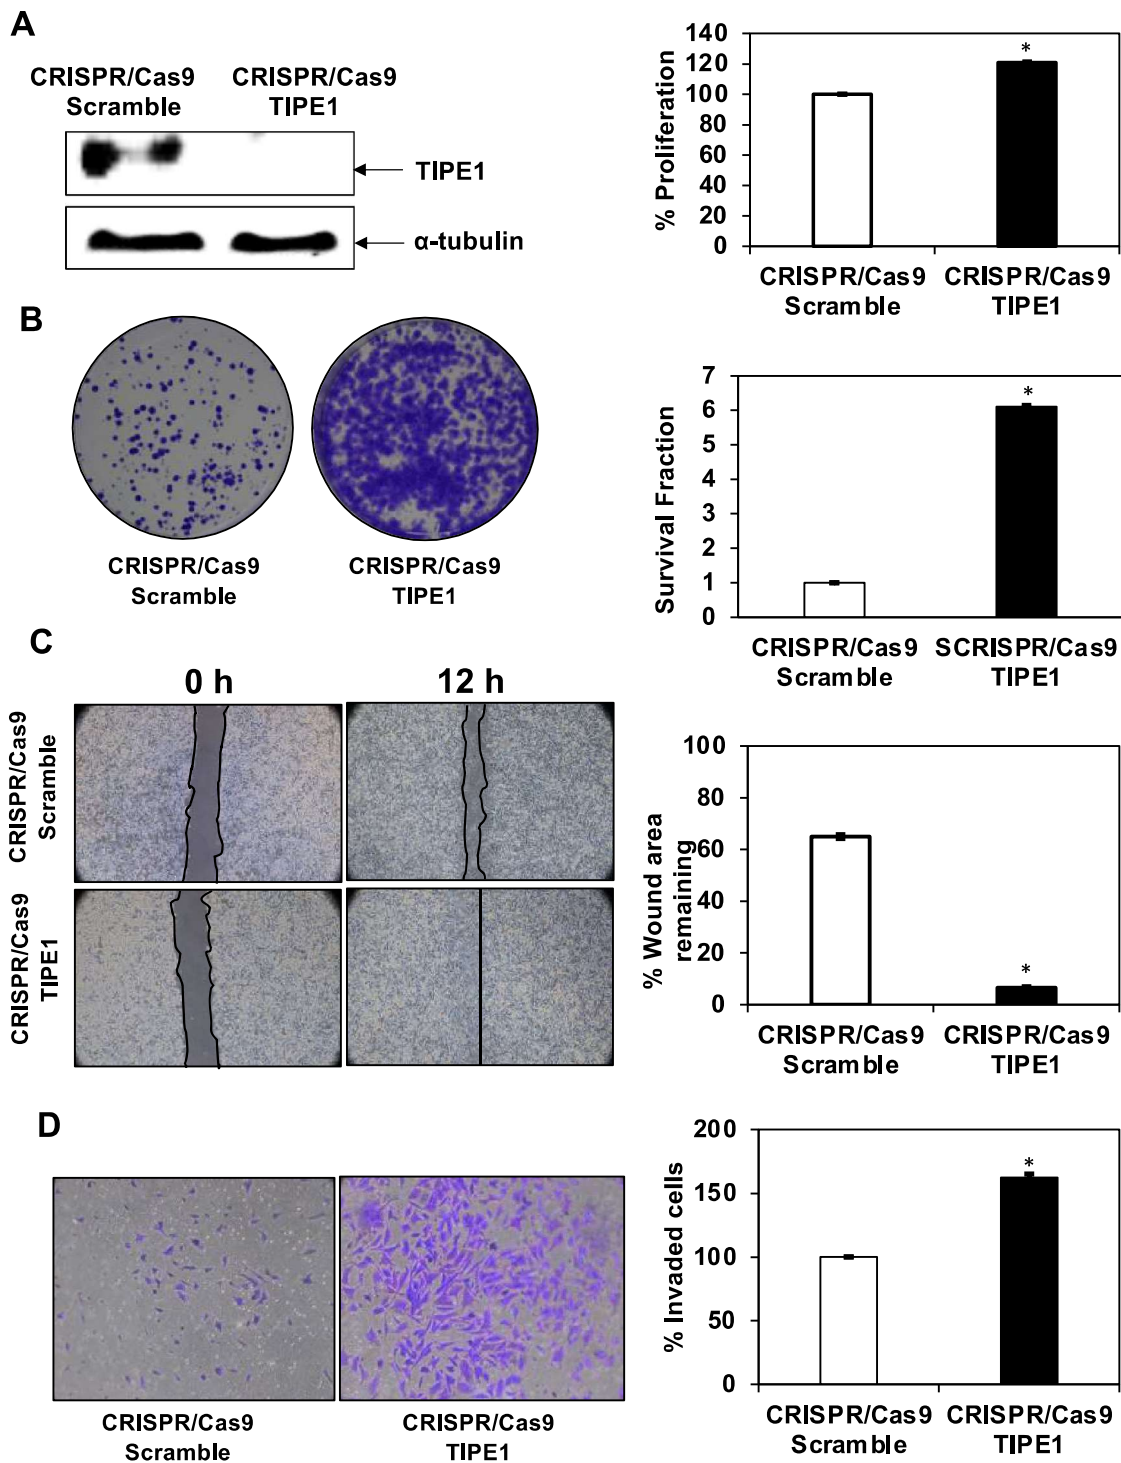 A
CRISPR/Cas9
Scramble
CRISPR/Cas9
TIPE1
TIPE1
α-tubulin
% Proliferation
140
120
100
80
60
40
20
0
*
CRISPR/Cas9
Scramble
CRISPR/Cas9
TIPE1
B
CRISPR/Cas9
Scramble
CRISPR/Cas9
TIPE1
Survival Fraction
7
6
5
4
3
2
1
0
*
CRISPR/Cas9
Scramble
SCRISPR/Cas9
TIPE1
C
0 h
12 h
CRISPR/Cas9
Scramble
CRISPR/Cas9
TIPE1
% Wound area
remaining
100
80
60
40
20
0
*
CRISPR/Cas9
Scramble
CRISPR/Cas9
TIPE1
D
CRISPR/Cas9
Scramble
CRISPR/Cas9
TIPE1
% Invaded cells
200
150
100
50
0
*
CRISPR/Cas9
Scramble
CRISPR/Cas9
TIPE1